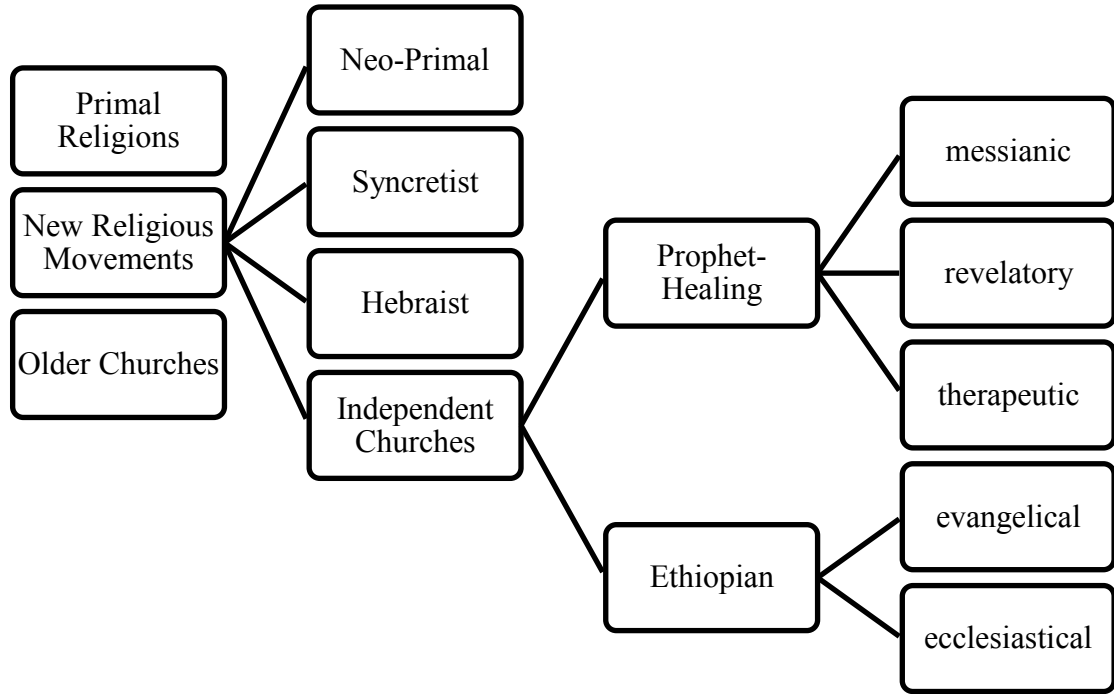 Primal
Religions
New Religious
Movements
Older Churches
Neo-Primal
Syncretist
Hebraist
Independent
Churches
Prophet-
Healing
Ethiopian
messianic
revelatory
therapeutic
evangelical
ecclesiastical